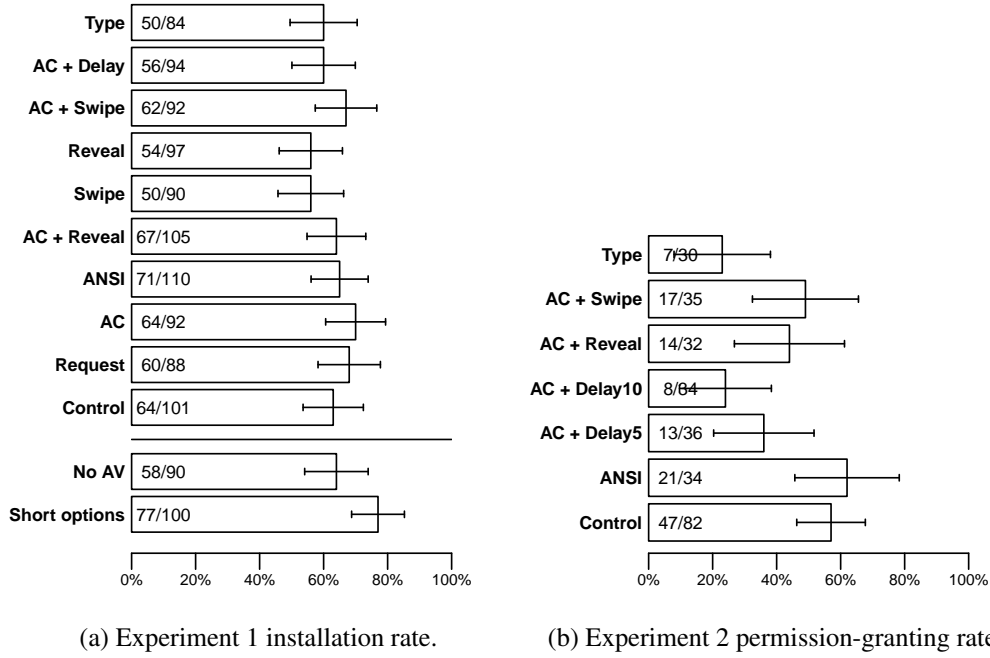 Type 50/84
AC + Delay 56/94
AC + Swipe 62/92
Reveal 54/97
Swipe 50/90
AC + Reveal 67/105
ANSI 71/110
AC 64/92
Request 60/88
Control 64/101
No AV 58/90
Short options 77/100
0% 20% 40% 60% 80% 100%
(a) Experiment 1 installation rate.
Type 7/30
AC + Swipe 17/35
AC + Reveal 14/32
AC + Delay10 8/34
AC + Delay5 13/36
ANSI 21/34
Control 47/82
0% 20% 40% 60% 80% 100%
(b) Experiment 2 permission-granting rate